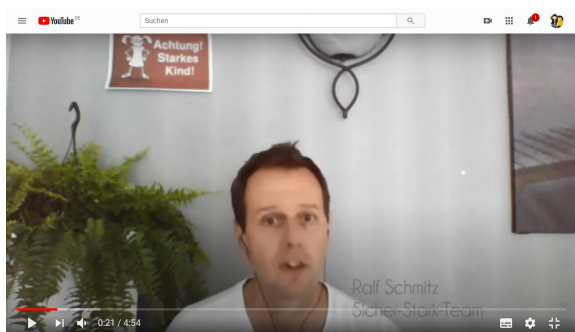 YouTube DE
Suchen
Achtung!
Starkes
Kind!
Ralf Schmitz
Sicher-Stark-Team
0:21 / 4:54